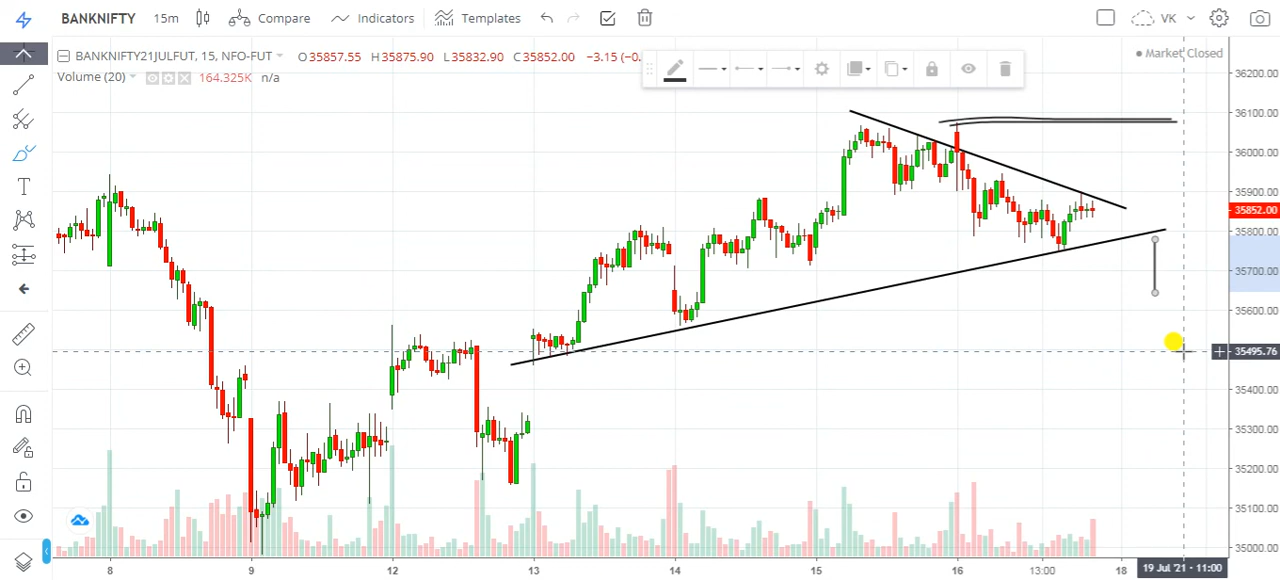 BANKNIFTY 15m Compare Indicators Templates VK
BANKNIFTY21JULFUT, 15, NFO-FUT O35857.55 H35875.90 L35832.90 C35852.00 −3.15 (−0.
Market Closed
Volume (20) 164.325K n/a
36200.00
36100.00
36000.00
35900.00
35852.00
35800.00
35700.00
35600.00
35495.76
35400.00
35300.00
35200.00
35100.00
35000.00
8 9 12 13 14 15 16 13:00 18 19 Jul '21 - 11:00